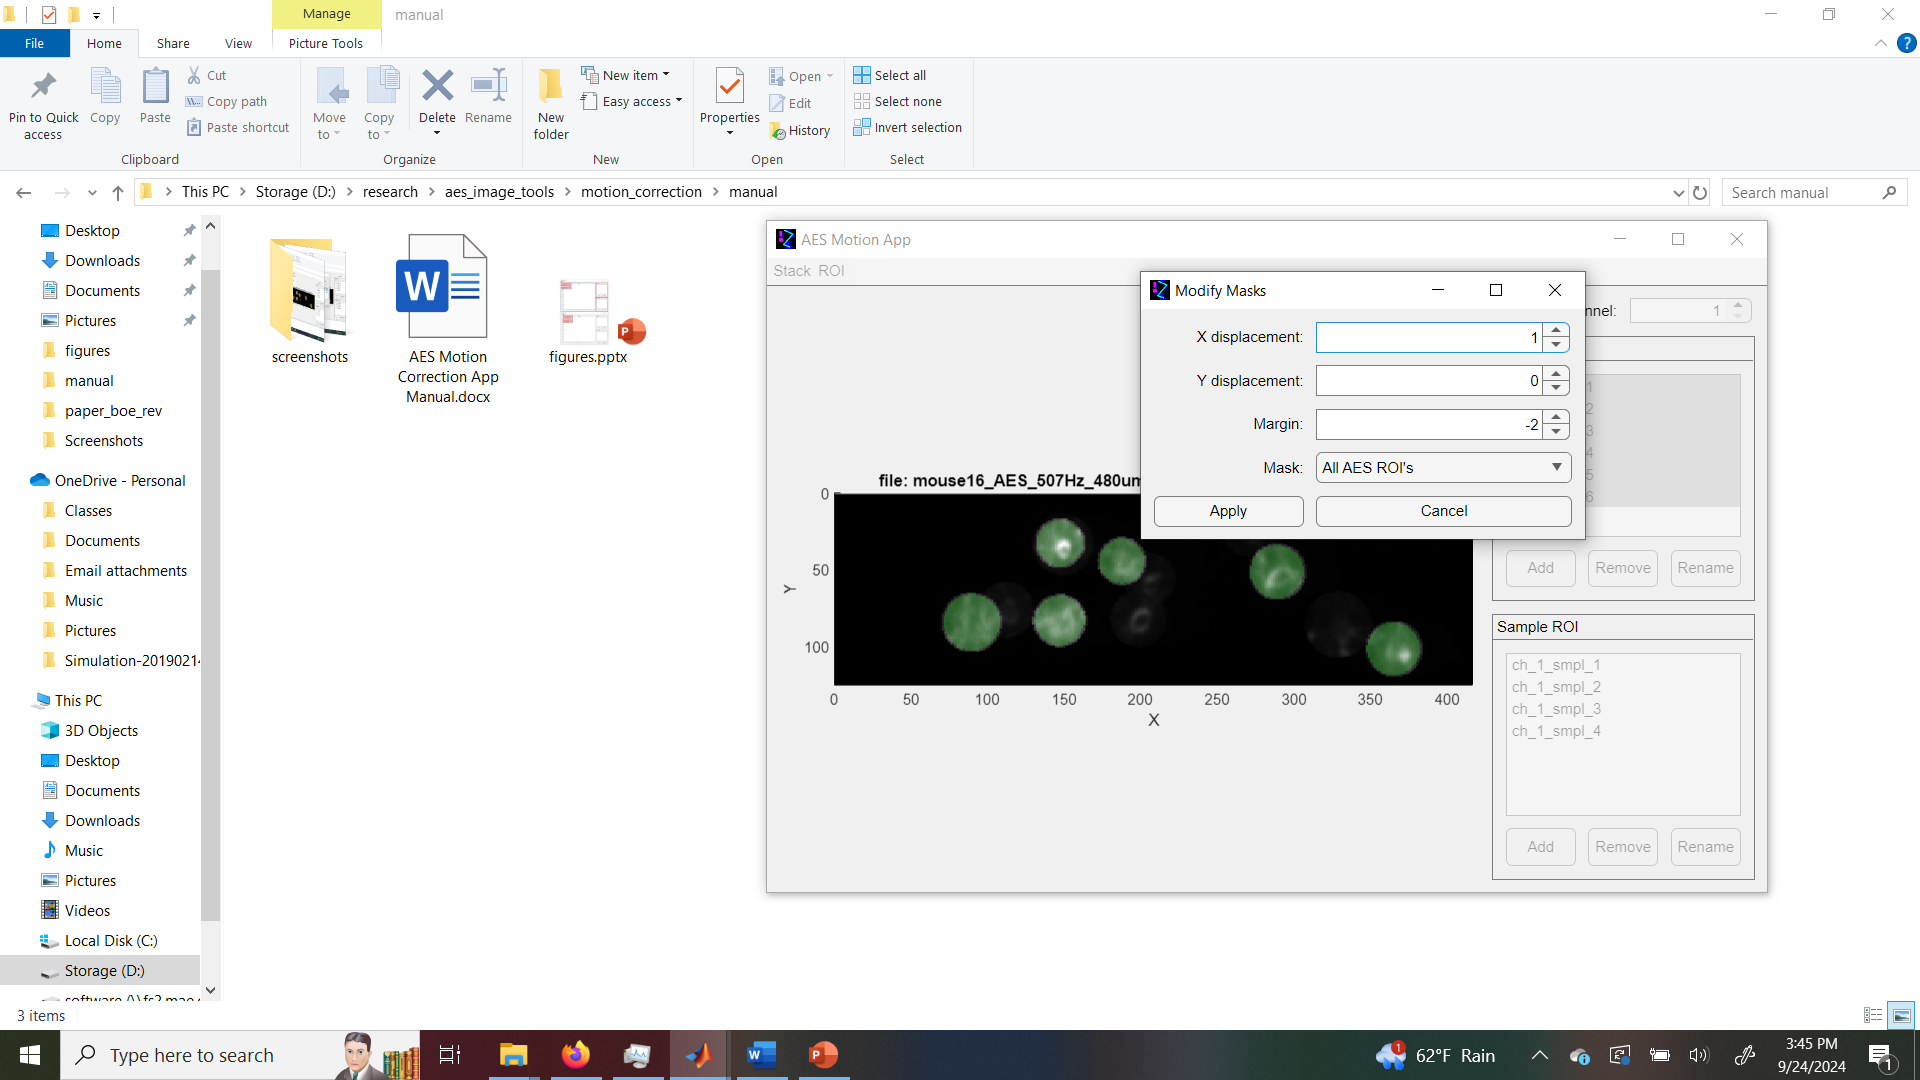 Manage
manual
File
Home
Share
View
Picture Tools
Pin to Quick access
Copy
Paste
Cut
Copy path
Paste shortcut
Clipboard
Move to
Copy to
Delete
Rename
Organize
New folder
New item
Easy access
New
Properties
Open
Edit
History
Open
Select all
Select none
Invert selection
Select
This PC > Storage (D:) > research > aes_image_tools > motion_correction > manual
Search manual
Desktop
Downloads
Documents
Pictures
figures
manual
paper_boe_rev
Screenshots
OneDrive - Personal
Classes
Documents
Email attachments
Music
Pictures
Simulation-2019021
This PC
3D Objects
Desktop
Documents
Downloads
Music
Pictures
Videos
Local Disk (C:)
Storage (D:)
screenshots
AES Motion
Correction App
Manual.docx
figures.pptx
AES Motion App
Stack ROI
nnel:
1
Modify Masks
X displacement:
1
Y displacement:
0
Margin:
-2
Mask:
All AES ROI's
Apply
Cancel
1
2
3
4
5
6
file: mouse16_AES_507Hz_480um
0
50
100
Y
0 50 100 150 200 250 300 350 400
X
Add
Remove
Rename
Sample ROI
ch_1_smpl_1
ch_1_smpl_2
ch_1_smpl_3
ch_1_smpl_4
Add
Remove
Rename
3 items
Type here to search
62°F Rain
3:45 PM
9/24/2024
1